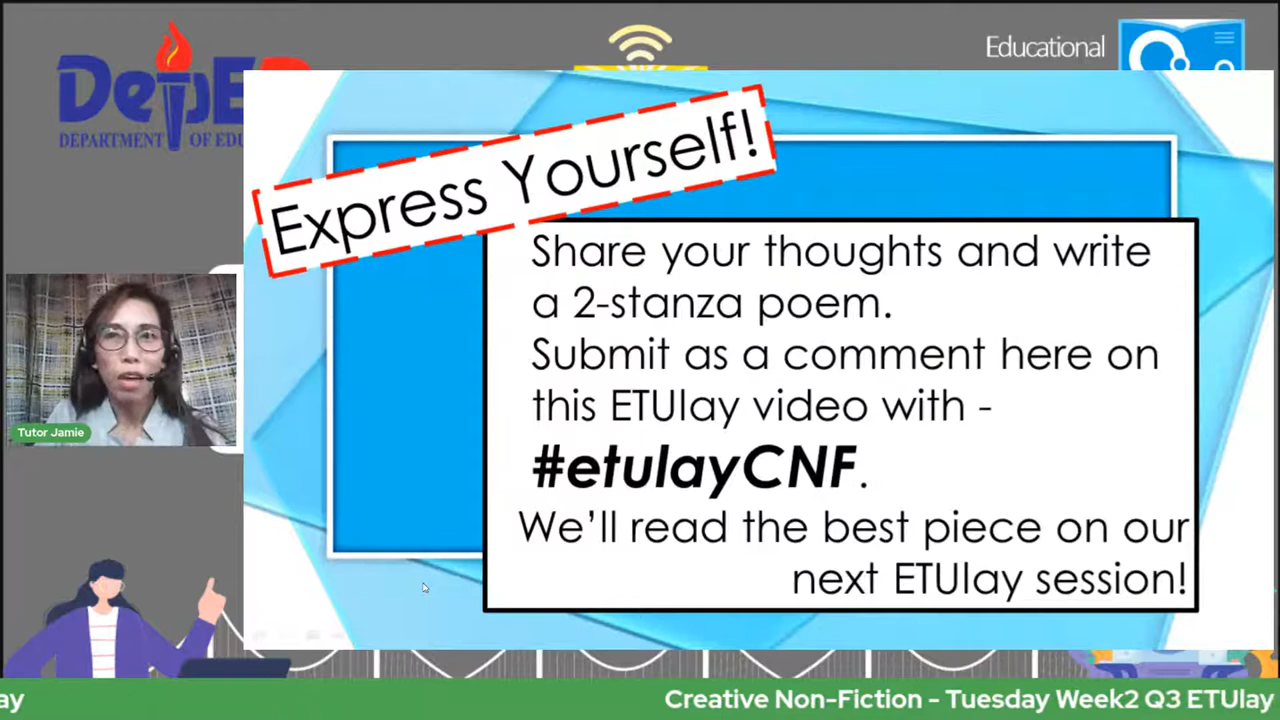 DepE
DEPARTMENT OF EDU
Educational
Express Yourself!
Share your thoughts and write
a 2-stanza poem.
Submit as a comment here on
this ETUlay video with -
#etulayCNF.
We'll read the best piece on our
next ETUlay session!
Tutor Jamie
ay
Creative Non-Fiction - Tuesday Week2 Q3 ETUlay